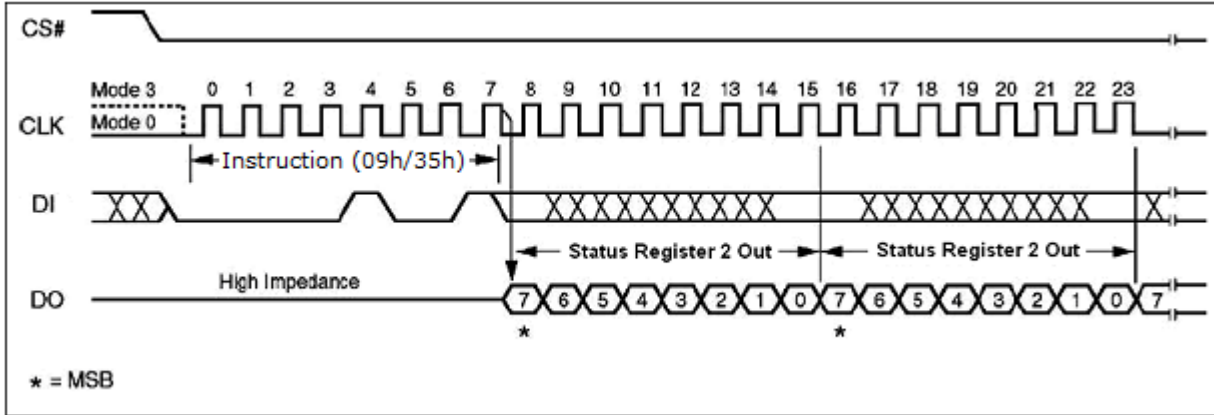 CS#
Mode 3 0 1 2 3 4 5 6 7 8 9 10 11 12 13 14 15 16 17 18 19 20 21 22 23
CLK Mode 0
Instruction (09h/35h)
DI
Status Register 2 Out Status Register 2 Out
High Impedance
DO 7 6 5 4 3 2 1 0 7 6 5 4 3 2 1 0 7
* *
* = MSB